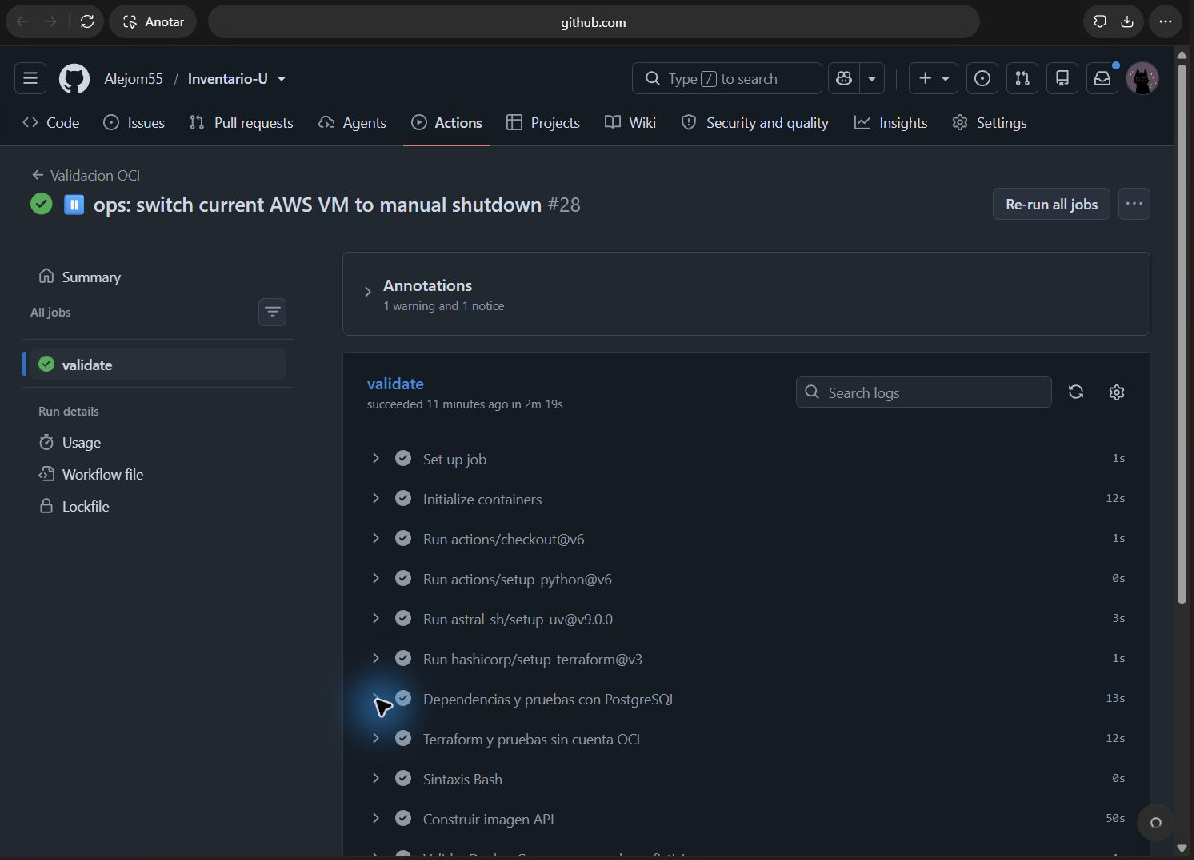 Anotar
github.com
Alejom55 / Inventario-U
Type / to search
Code Issues Pull requests Agents Actions Projects Wiki Security and quality Insights Settings
Validacion OCI
ops: switch current AWS VM to manual shutdown #28
Re-run all jobs
Summary
All jobs
validate
Run details
Usage
Workflow file
Lockfile
Annotations
1 warning and 1 notice
validate
succeeded 11 minutes ago in 2m 19s
Search logs
Set up job 1s
Initialize containers 12s
Run actions/checkout@v6 1s
Run actions/setup-python@v6 0s
Run astral-sh/setup-uv@v9.0.0 3s
Run hashicorp/setup-terraform@v3 1s
Dependencias y pruebas con PostgreSQL 13s
Terraform y pruebas sin cuenta OCI 12s
Sintaxis Bash 0s
Construir imagen API 50s